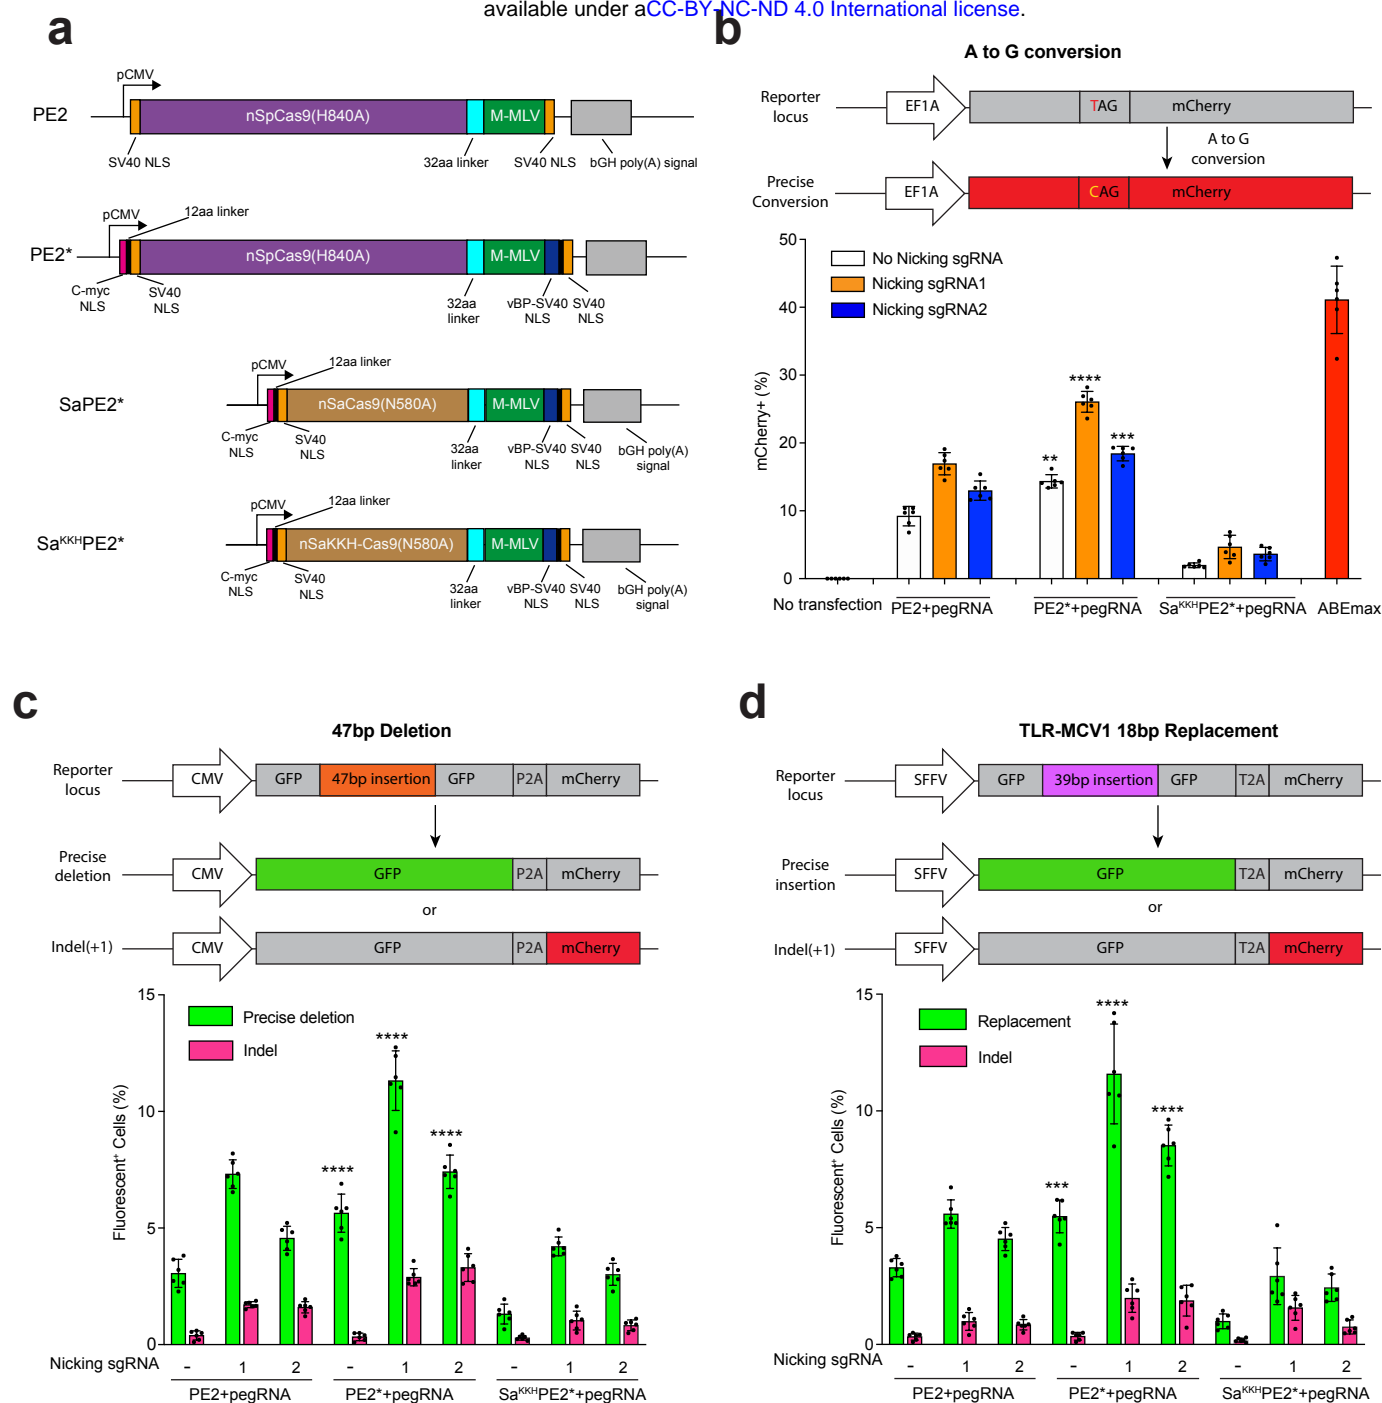 available under aCC-BY-NC-ND 4.0 International license.
a
pCMV
PE2
nSpCas9(H840A)
M-MLV
SV40 NLS
32aa linker
SV40 NLS
bGH poly(A) signal
12aa linker
pCMV
PE2*
nSpCas9(H840A)
M-MLV
C-myc
NLS
SV40
NLS
32aa
linker
vBP-SV40
NLS
SV40
NLS
12aa linker
pCMV
SaPE2*
nSaCas9(N580A)
M-MLV
C-myc
NLS
SV40
NLS
32aa
linker
vBP-SV40
NLS
SV40
NLS
bGH poly(A)
signal
12aa linker
pCMV
SaKKHPE2*
nSaKKH-Cas9(N580A)
M-MLV
C-myc
NLS
SV40
NLS
32aa
linker
vBP-SV40
NLS
SV40
NLS
bGH poly(A)
signal
b
A to G conversion
Reporter
locus
EF1A
TAG
mCherry
A to G
conversion
Precise
Conversion
EF1A
CAG
mCherry
mCherry+ (%)
50
40
30
20
10
0
No Nicking sgRNA
Nicking sgRNA1
Nicking sgRNA2
**
****
***
No transfection
PE2+pegRNA
PE2*+pegRNA
SaKKHPE2*+pegRNA
ABEmax
c
47bp Deletion
Reporter
locus
CMV
GFP
47bp insertion
GFP
P2A
mCherry
Precise
deletion
CMV
GFP
P2A
mCherry
or
Indel(+1)
CMV
GFP
P2A
mCherry
Fluorescent+ Cells (%)
15
10
5
0
Precise deletion
Indel
****
****
****
Nicking sgRNA
-
1
2
-
1
2
-
1
2
PE2+pegRNA
PE2*+pegRNA
SaKKHPE2*+pegRNA
d
TLR-MCV1 18bp Replacement
Reporter
locus
SFFV
GFP
39bp insertion
GFP
T2A
mCherry
Precise
insertion
SFFV
GFP
T2A
mCherry
or
Indel(+1)
SFFV
GFP
T2A
mCherry
Fluorescent+ Cells (%)
15
10
5
0
Replacement
Indel
***
****
****
Nicking sgRNA
-
1
2
-
1
2
-
1
2
PE2+pegRNA
PE2*+pegRNA
SaKKHPE2*+pegRNA